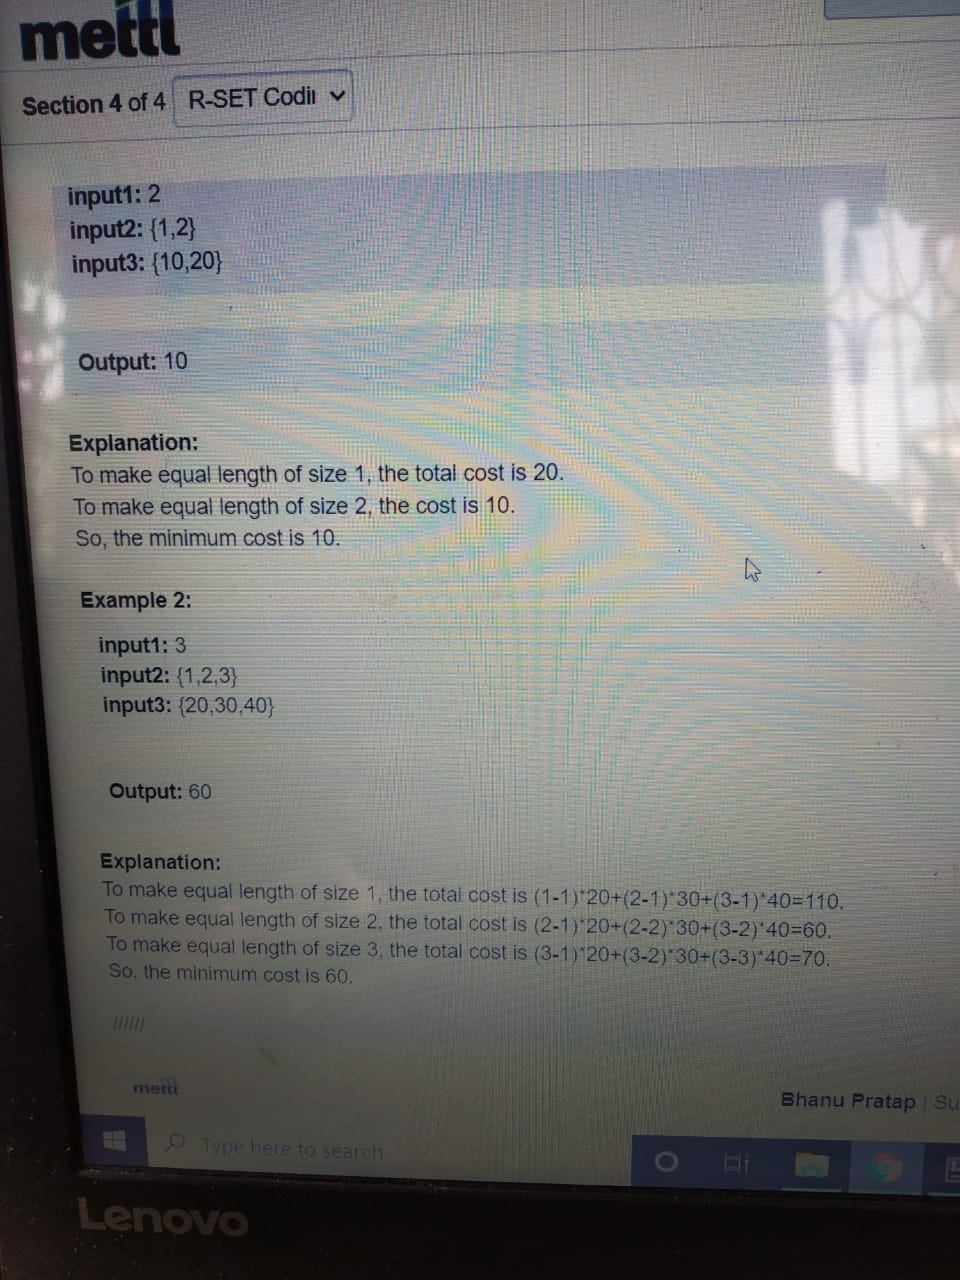 mettl
Section 4 of 4 R-SET Codi
input1: 2
input2: {1,2}
input3: {10,20}
Output: 10
Explanation:
To make equal length of size 1, the total cost is 20.
To make equal length of size 2, the cost is 10.
So, the minimum cost is 10.
Example 2:
input1: 3
input2: {1,2,3}
input3: {20,30,40}
Output: 60
Explanation:
To make equal length of size 1, the total cost is (1-1)*20+(2-1)*30+(3-1)*40=110.
To make equal length of size 2, the total cost is (2-1)*20+(2-2)*30+(3-2)*40=60.
To make equal length of size 3, the total cost is (3-1)*20+(3-2)*30+(3-3)*40=70.
So, the minimum cost is 60.
//////
mettl
Bhanu Pratap | Su
Type here to search
Lenovo